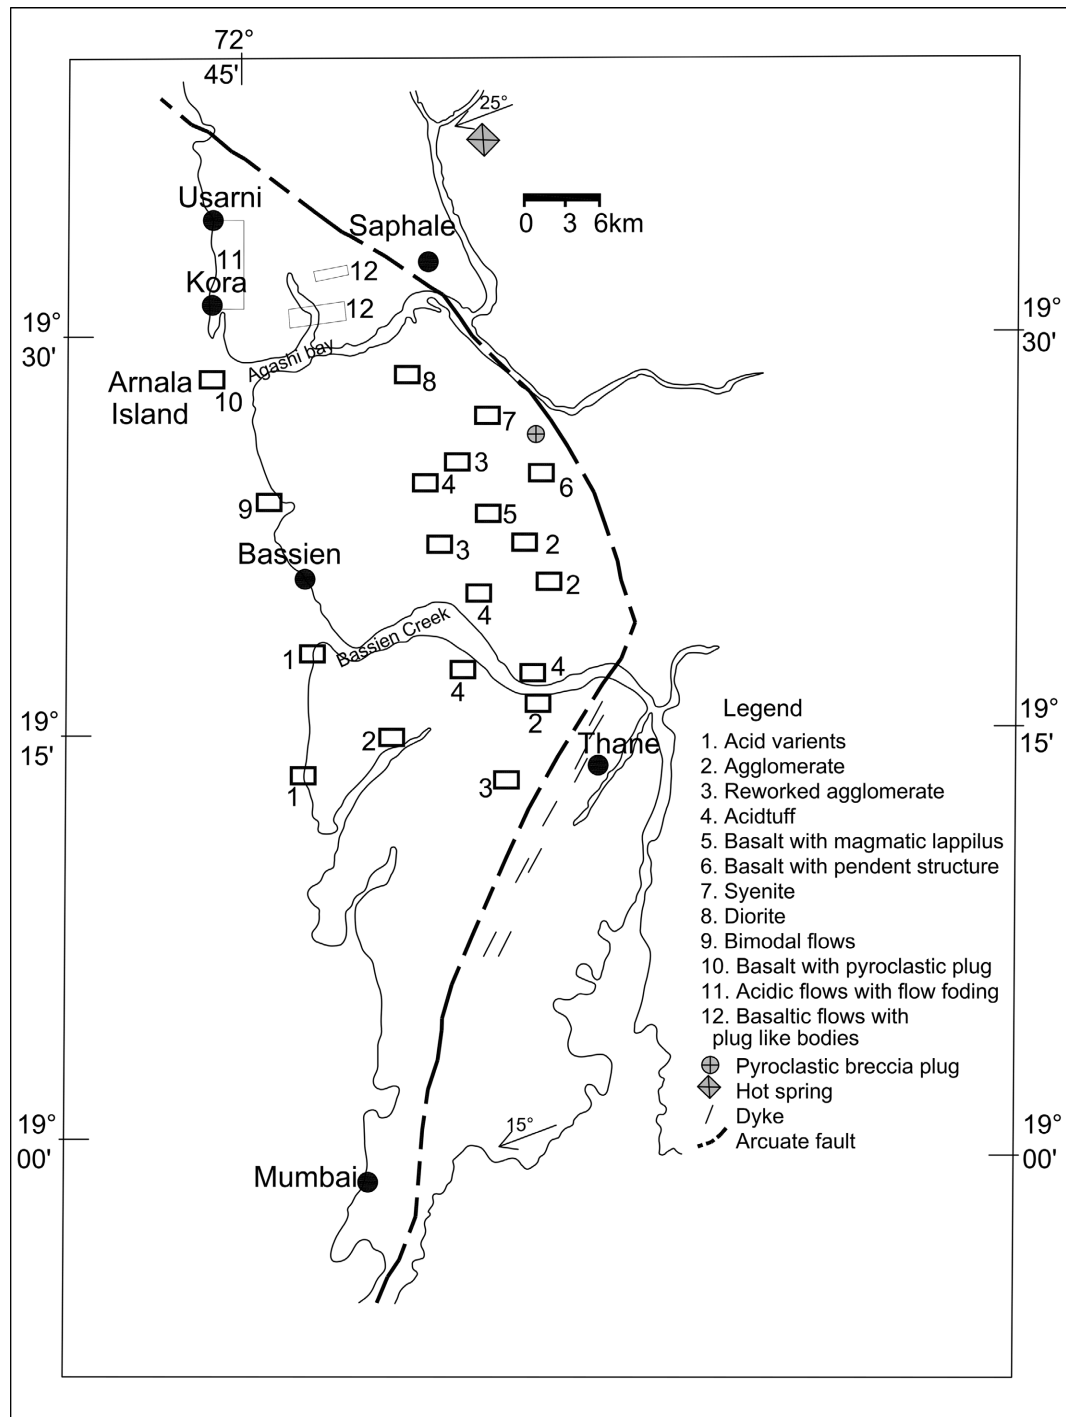 72°
45'
25°
Usarni
Saphale
0 3 6km
11
12
Kora
12
19°
30'
19°
30'
Agashi bay
Arnala
Island
10
8
7
3
4
6
9
5
3
2
Bassien
2
4
Bassien Creek
1
4
4
2
19°
15'
19°
15'
2
Thane
1
3
Legend
1. Acid varients
2. Agglomerate
3. Reworked agglomerate
4. Acidtuff
5. Basalt with magmatic lappilus
6. Basalt with pendent structure
7. Syenite
8. Diorite
9. Bimodal flows
10. Basalt with pyroclastic plug
11. Acidic flows with flow foding
12. Basaltic flows with
plug like bodies
Pyroclastic breccia plug
Hot spring
Dyke
Arcuate fault
19°
00'
19°
00'
15°
Mumbai